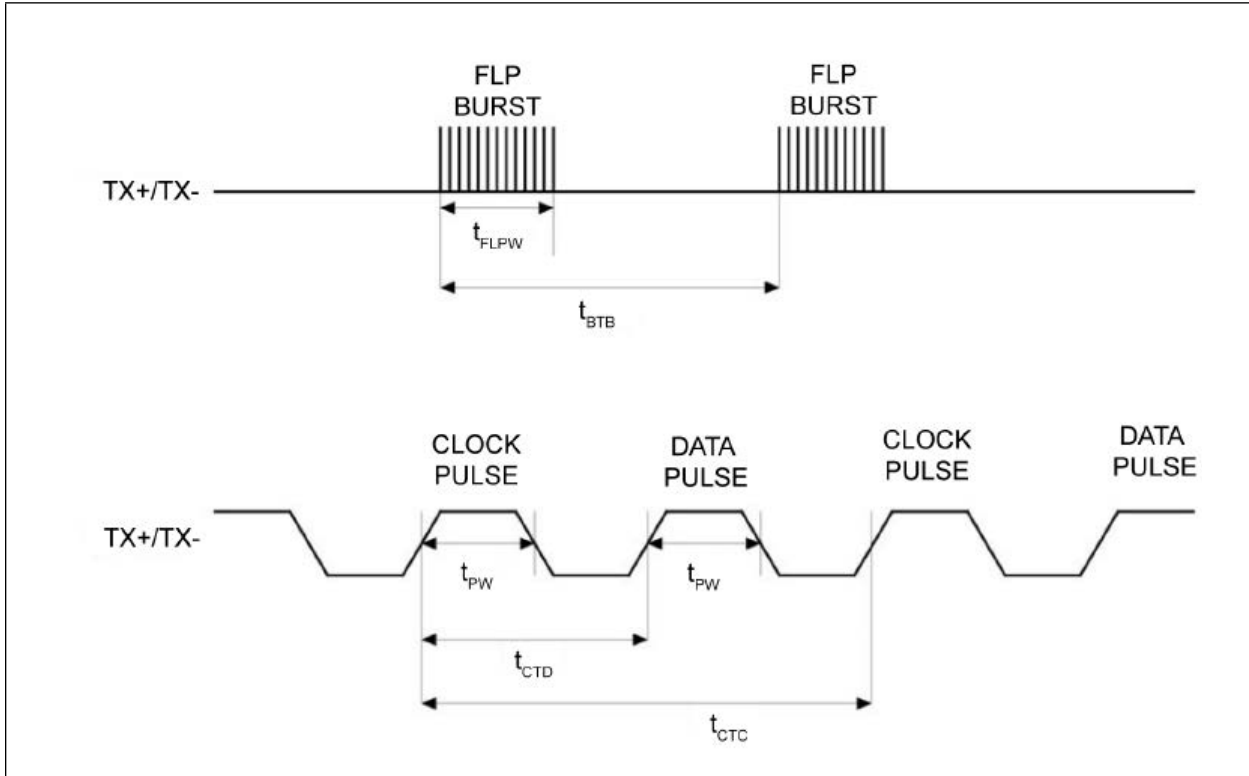 FLP
BURST
FLP
BURST
TX+/TX-
tFLPW
tBTB
CLOCK
PULSE
DATA
PULSE
CLOCK
PULSE
DATA
PULSE
TX+/TX-
tPW
tPW
tCTD
tCTC